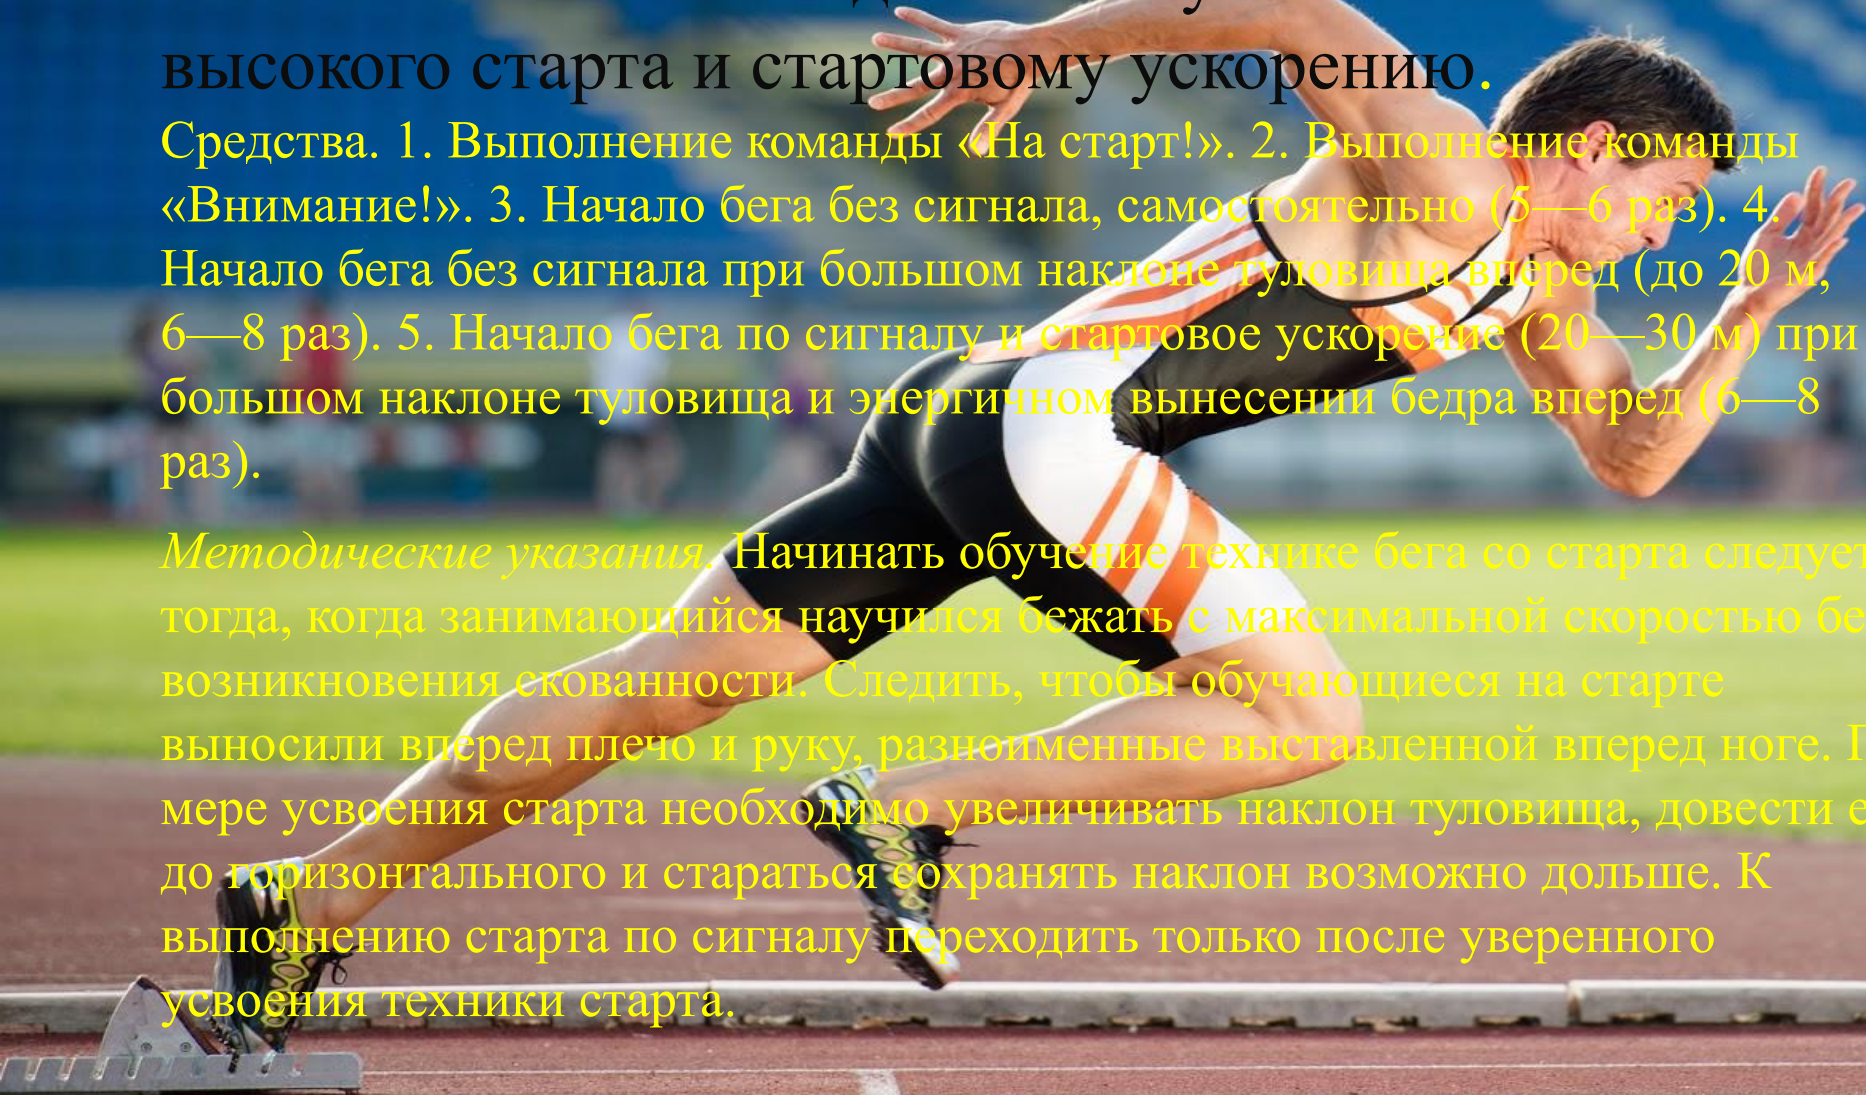 высокого старта и стартовому ускорению.
Средства. 1. Выполнение команды «На старт!». 2. Выполнение команды
«Внимание!». 3. Начало бега без сигнала, самостоятельно (5—6 раз). 4.
Начало бега без сигнала при большом наклоне туловища вперед (до 20 м,
6—8 раз). 5. Начало бега по сигналу и стартовое ускорение (20—30 м) при
большом наклоне туловища и энергичном вынесении бедра вперед (6—8
раз).
Методические указания. Начинать обучение технике бега со старта следует
тогда, когда занимающийся научился бежать с максимальной скоростью
возникновения скованности. Следить, чтобы обучающиеся на старте
выносили вперед плечо и руку, разноименные выставленной вперед ноге.
мере усвоения старта необходимо увеличивать наклон туловища, довести
до горизонтального и стараться сохранять наклон возможно дольше. К
выполнению старта по сигналу переходить только после уверенного
усвоения техники старта.